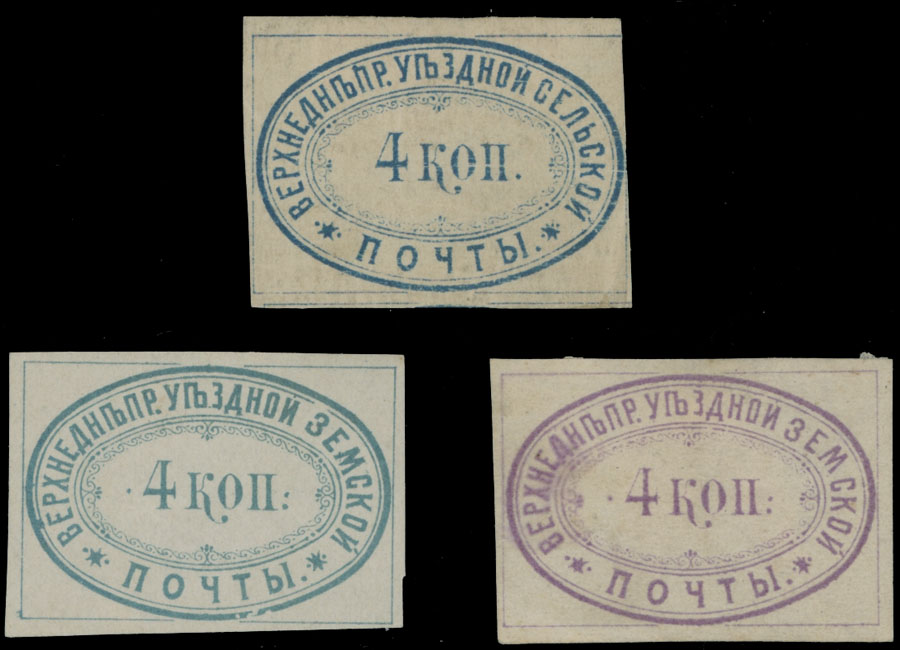 ВЕРХНЕДНѢПР. УѢЗДНОЙ СЕЛЬСКОЙ
4 КОП.
ПОЧТЫ.
ВЕРХНЕДНѢПР. УѢЗДНОЙ ЗЕМСКОЙ
· 4 КОП:
ПОЧТЫ.
ВЕРХНЕДНѢПР. УѢЗДНОЙ ЗЕМСКОЙ
· 4 КОП:
ПОЧТЫ.